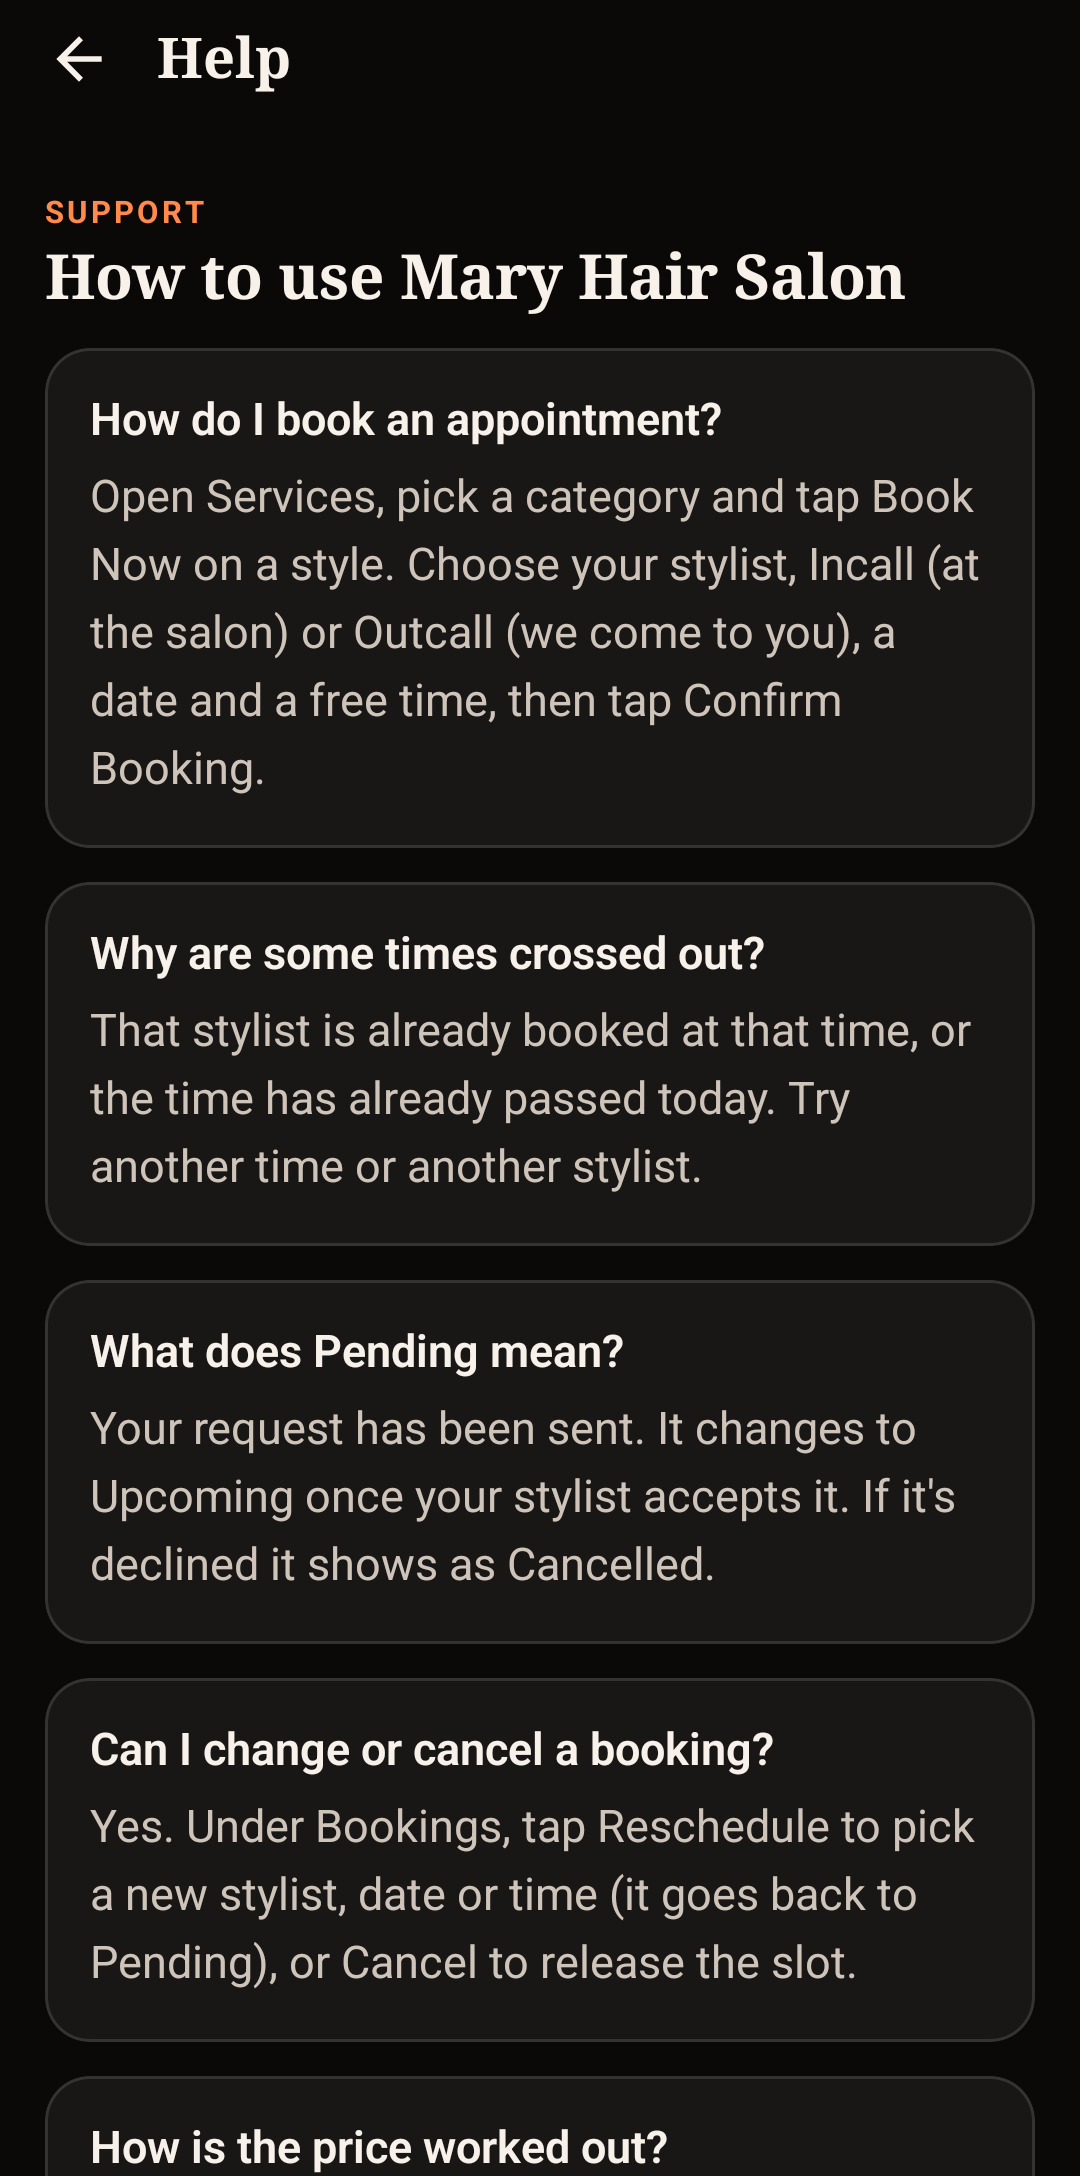 Help
SUPPORT
How to use Mary Hair Salon
How do I book an appointment?
Open Services, pick a category and tap Book
Now on a style. Choose your stylist, Incall (at
the salon) or Outcall (we come to you), a
date and a free time, then tap Confirm
Booking.
Why are some times crossed out?
That stylist is already booked at that time, or
the time has already passed today. Try
another time or another stylist.
What does Pending mean?
Your request has been sent. It changes to
Upcoming once your stylist accepts it. If it's
declined it shows as Cancelled.
Can I change or cancel a booking?
Yes. Under Bookings, tap Reschedule to pick
a new stylist, date or time (it goes back to
Pending), or Cancel to release the slot.
How is the price worked out?